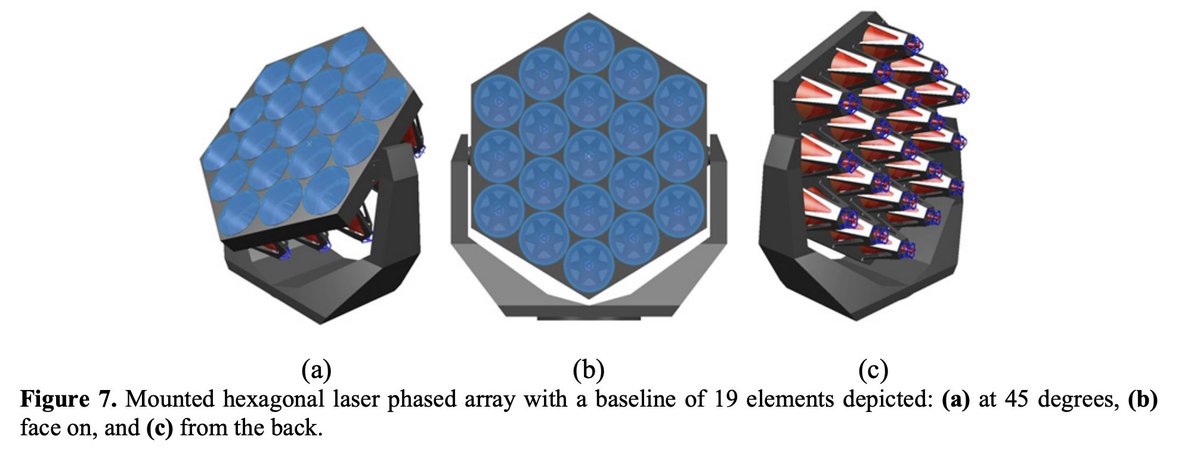 (a) (b) (c)
Figure 7. Mounted hexagonal laser phased array with a baseline of 19 elements depicted: (a) at 45 degrees, (b)
face on, and (c) from the back.